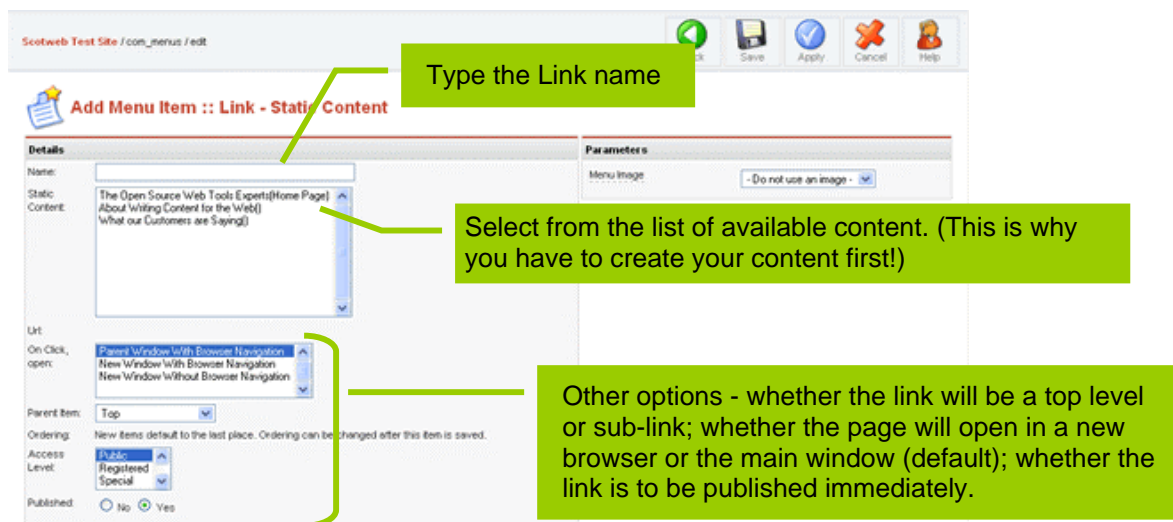 Scotweb Test Site / com_menus / edit
ck Save Apply Cancel Help
Type the Link name
Add Menu Item :: Link - Static Content
Details
Parameters
Name:
Menu Image
- Do not use an image -
Static
Content:
The Open Source Web Tools Experts(Home Page)
About Writing Content for the Web()
What our Customers are Saying()
Select from the list of available content. (This is why
you have to create your content first!)
Url:
On Click,
open:
Parent Window With Browser Navigation
New Window With Browser Navigation
New Window Without Browser Navigation
Other options - whether the link will be a top level
or sub-link; whether the page will open in a new
browser or the main window (default); whether the
link is to be published immediately.
Parent Item:
Top
Ordering:
New items default to the last place. Ordering can be changed after this item is saved.
Access
Level:
Public
Registered
Special
Published:
No Yes